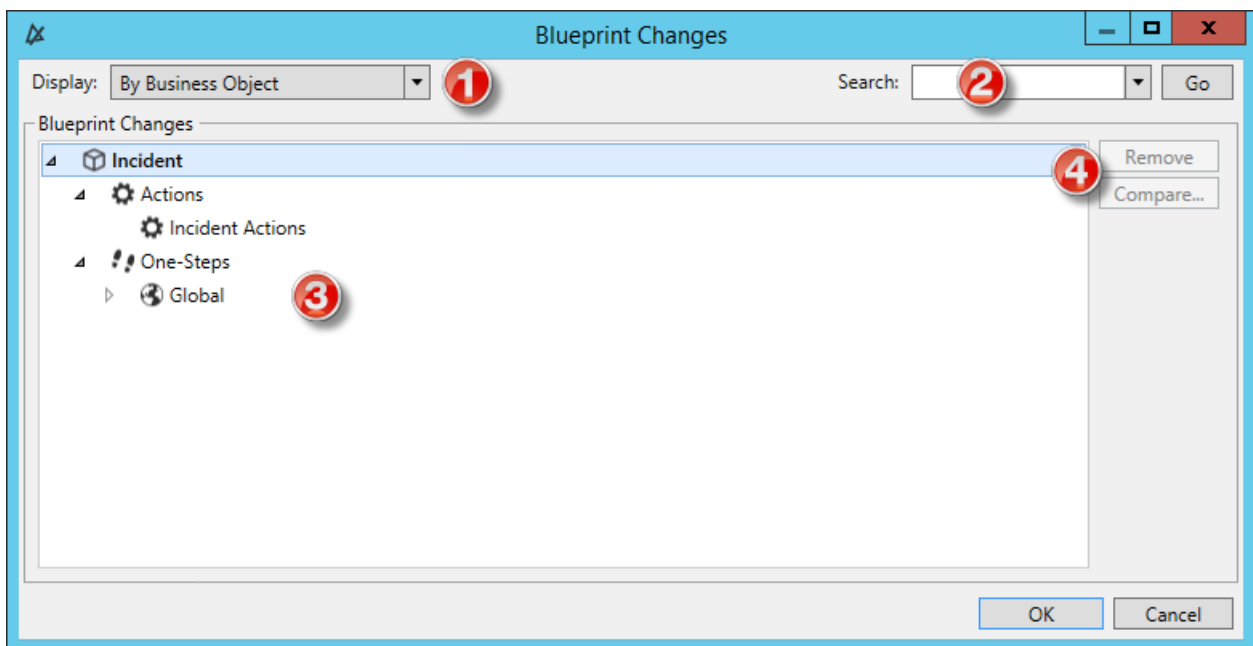 Blueprint Changes
Display: By Business Object 1 Search: 2 Go
Blueprint Changes
Incident 4 Remove
Actions Compare...
Incident Actions
One-Steps
Global 3
OK Cancel